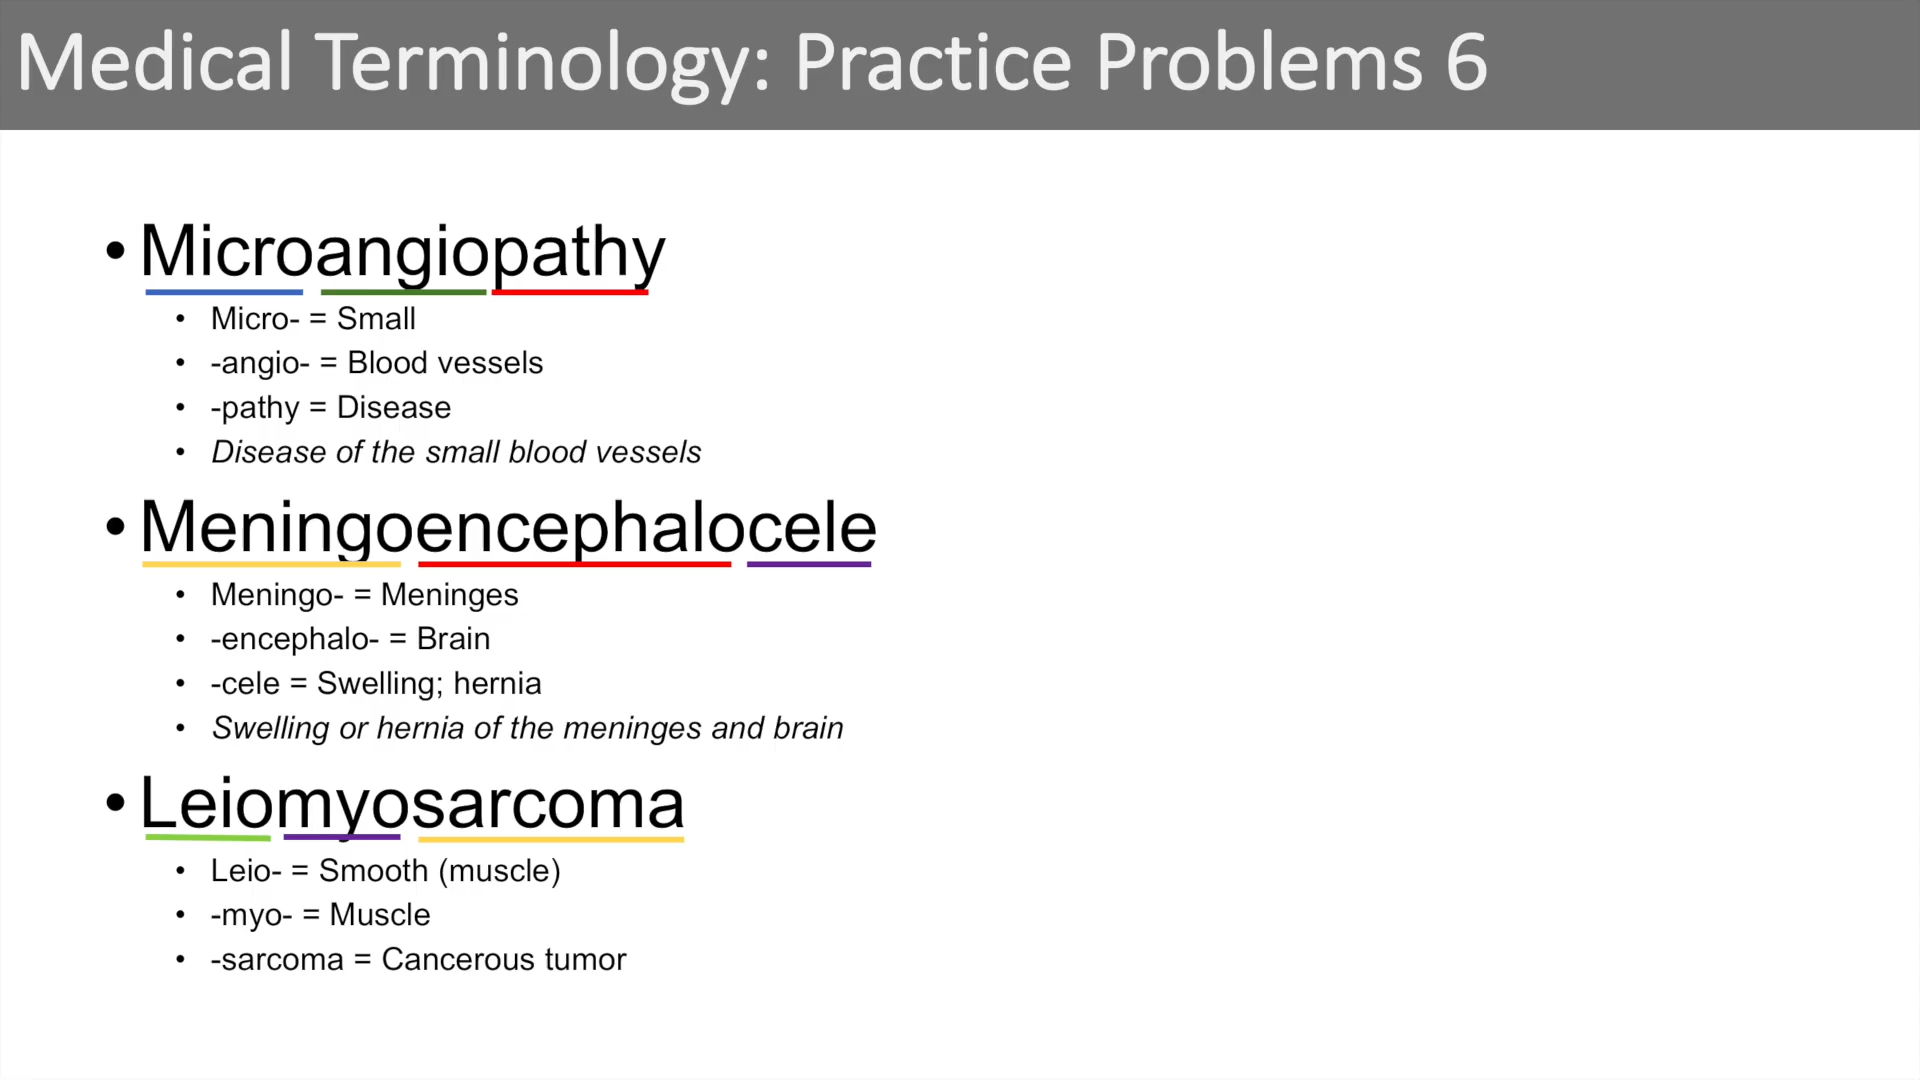 Medical Terminology: Practice Problems 6
• Microangiopathy
• Micro- = Small
• -angio- = Blood vessels
• -pathy = Disease
• Disease of the small blood vessels
• Meningoencephalocele
• Meningo- = Meninges
• -encephalo- = Brain
• -cele = Swelling; hernia
• Swelling or hernia of the meninges and brain
• Leiomyosarcoma
• Leio- = Smooth (muscle)
• -myo- = Muscle
• -sarcoma = Cancerous tumor